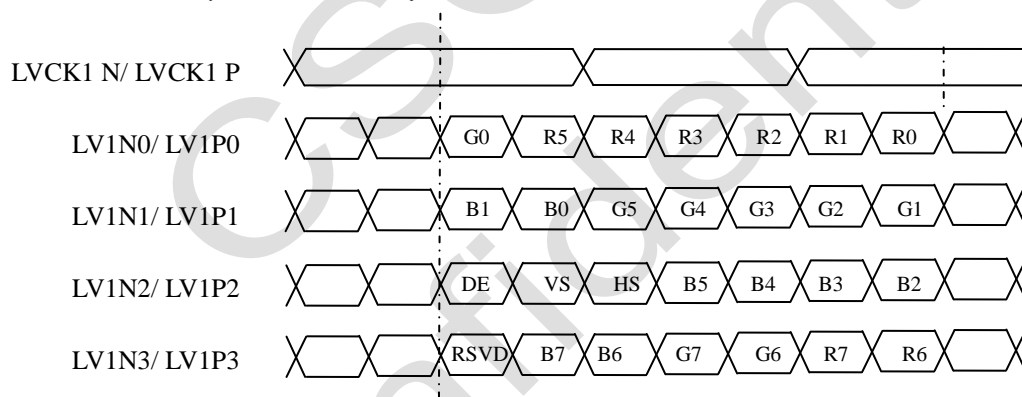 LVCK1 N/ LVCK1 P
LV1N0/ LV1P0 G0 R5 R4 R3 R2 R1 R0
LV1N1/ LV1P1 B1 B0 G5 G4 G3 G2 G1
LV1N2/ LV1P2 DE VS HS B5 B4 B3 B2
LV1N3/ LV1P3 RSVD B7 B6 G7 G6 R7 R6